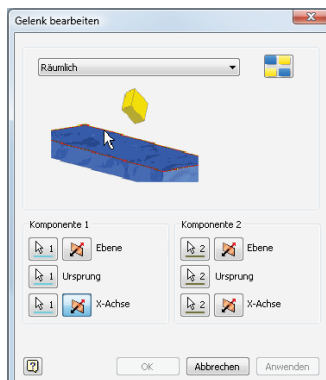 Gelenk bearbeiten
Räumlich
Komponente 1
1 Ebene
1 Ursprung
1 X-Achse
Komponente 2
2 Ebene
2 Ursprung
2 X-Achse
OK Abbrechen Anwenden